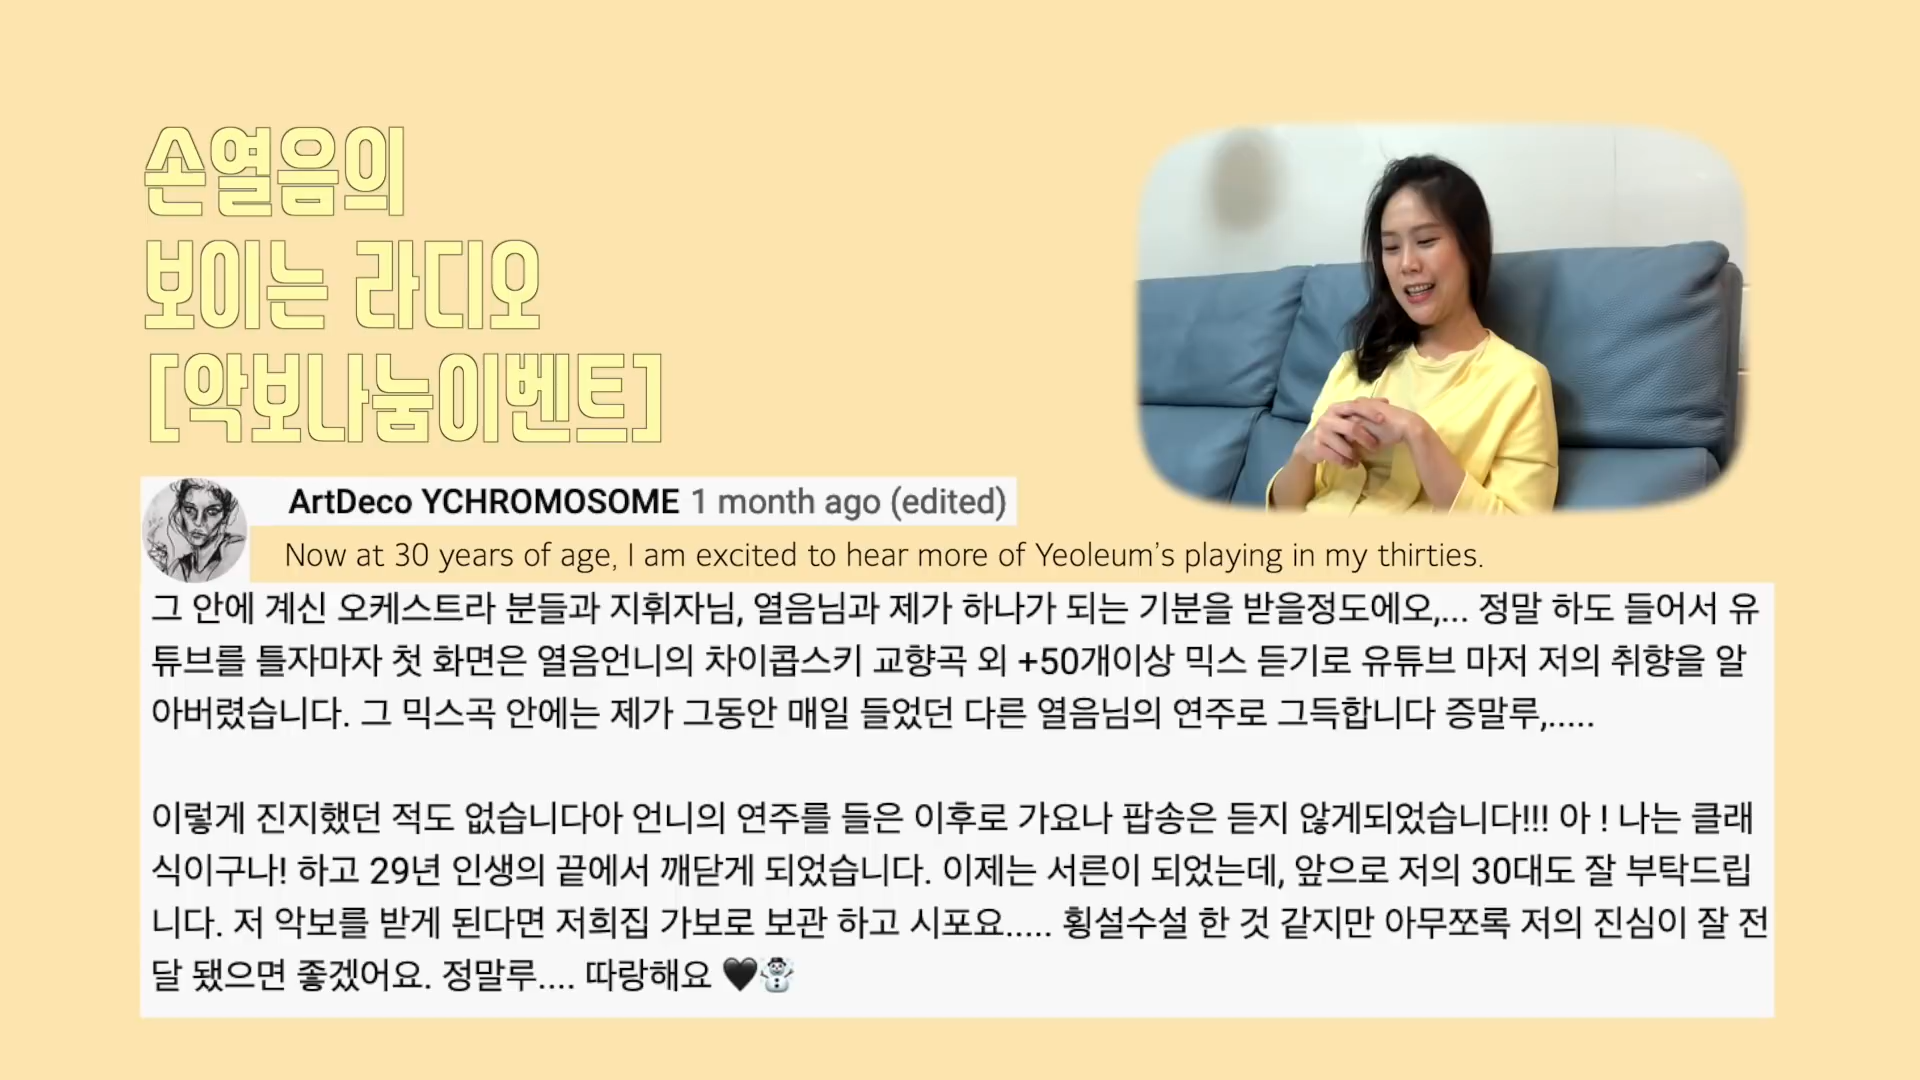 손열음의
보이는 라디오
[악보나눔이벤트]
ArtDeco YCHROMOSOME 1 month ago (edited)
Now at 30 years of age, I am excited to hear more of Yeoleum's playing in my thirties.
그 안에 계신 오케스트라 분들과 지휘자님, 열음님과 제가 하나가 되는 기분을 받을정도에오,... 정말 하도 들어서 유
튜브를 틀자마자 첫 화면은 열음언니의 차이콥스키 교향곡 외 +50개이상 믹스 듣기로 유튜브 마저 저의 취향을 알
아버렸습니다. 그 믹스곡 안에는 제가 그동안 매일 들었던 다른 열음님의 연주로 그득합니다 증말루,.....
이렇게 진지했던 적도 없습니다아 언니의 연주를 들은 이후로 가요나 팝송은 듣지 않게되었습니다!!! 아 ! 나는 클래
식이구나! 하고 29년 인생의 끝에서 깨닫게 되었습니다. 이제는 서른이 되었는데, 앞으로 저의 30대도 잘 부탁드립
니다. 저 악보를 받게 된다면 저희집 가보로 보관 하고 시포요..... 횡설수설 한 것 같지만 아무쪼록 저의 진심이 잘 전
달 됐으면 좋겠어요. 정말루.... 따랑해요 🖤☃️